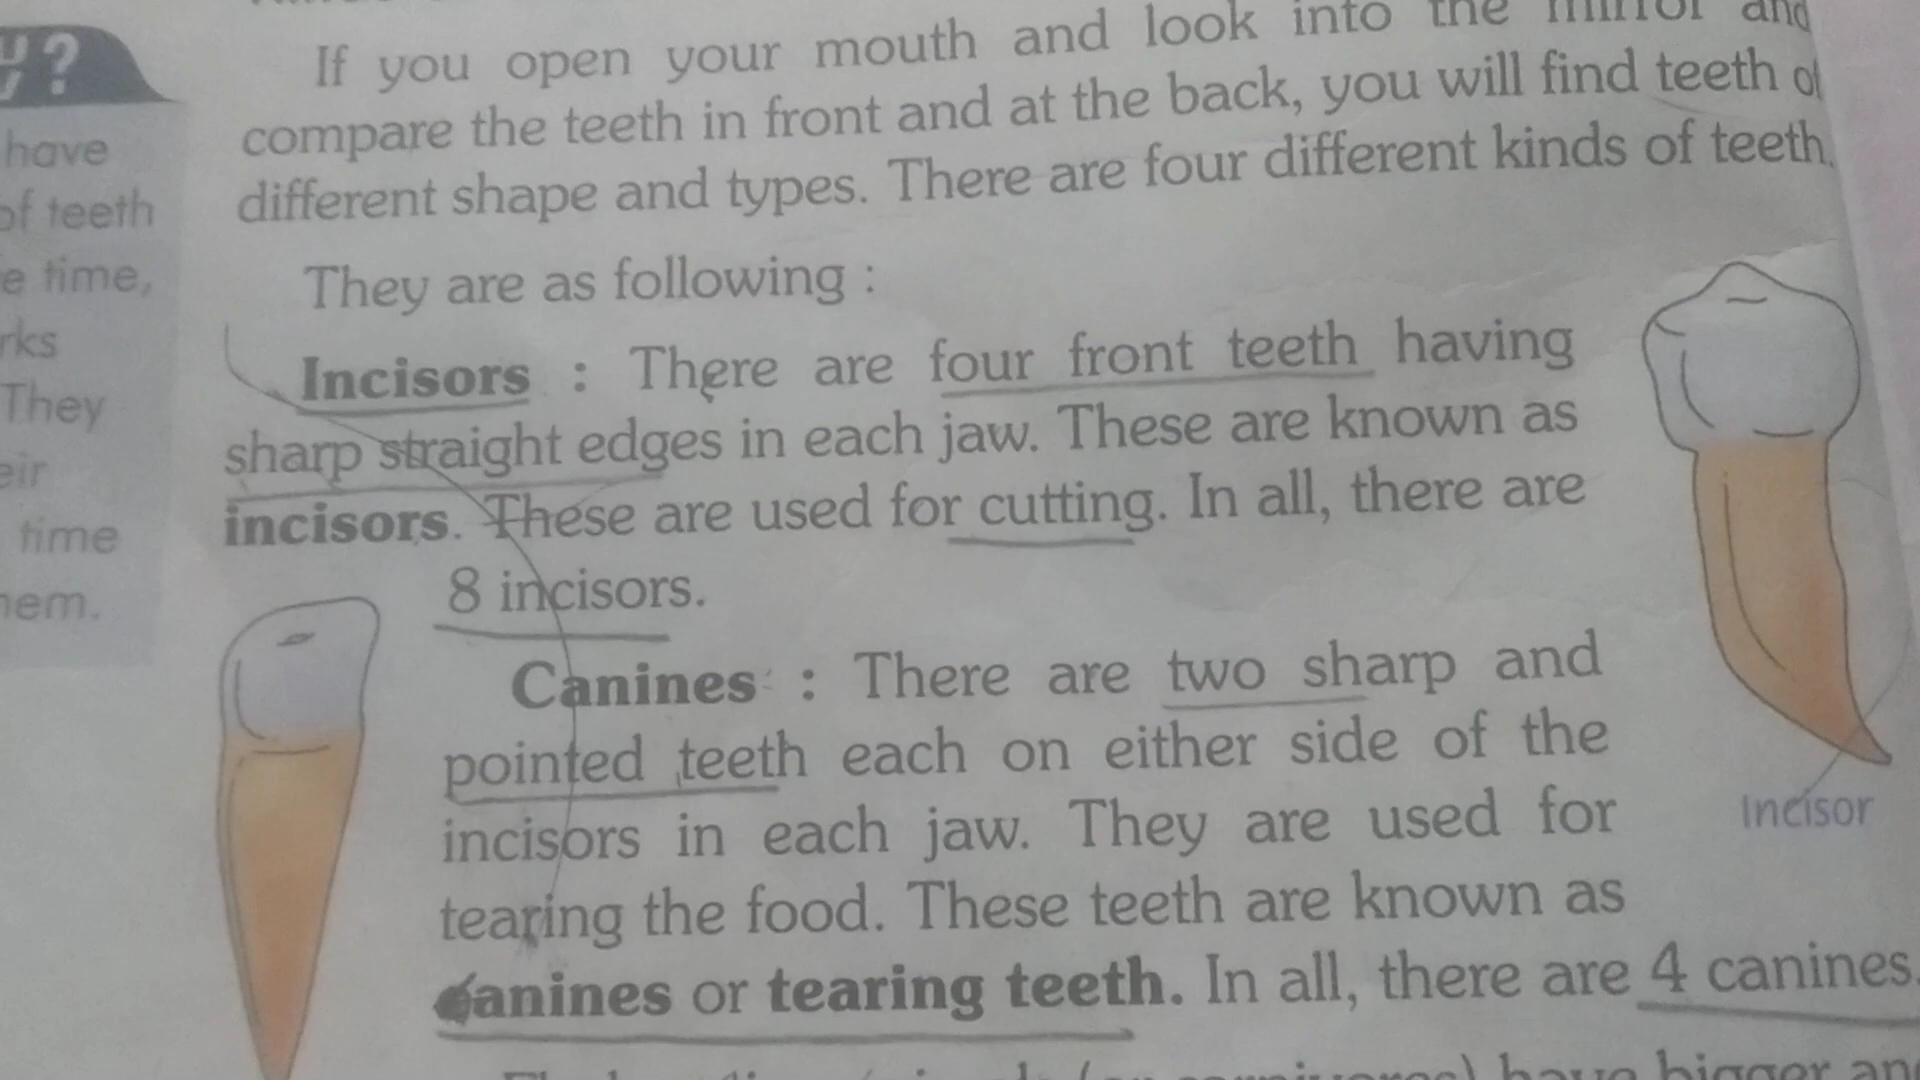 ?
have
of teeth
e time,
rks
They
eir
time
hem.
If you open your mouth and look into the mirror and
compare the teeth in front and at the back, you will find teeth of
different shape and types. There are four different kinds of teeth.
They are as following :
Incisors : There are four front teeth having
sharp straight edges in each jaw. These are known as
incisors. These are used for cutting. In all, there are
8 incisors.
Canines : There are two sharp and
pointed teeth each on either side of the
incisors in each jaw. They are used for
tearing the food. These teeth are known as
canines or tearing teeth. In all, there are 4 canines.
have bigger and
Incisor